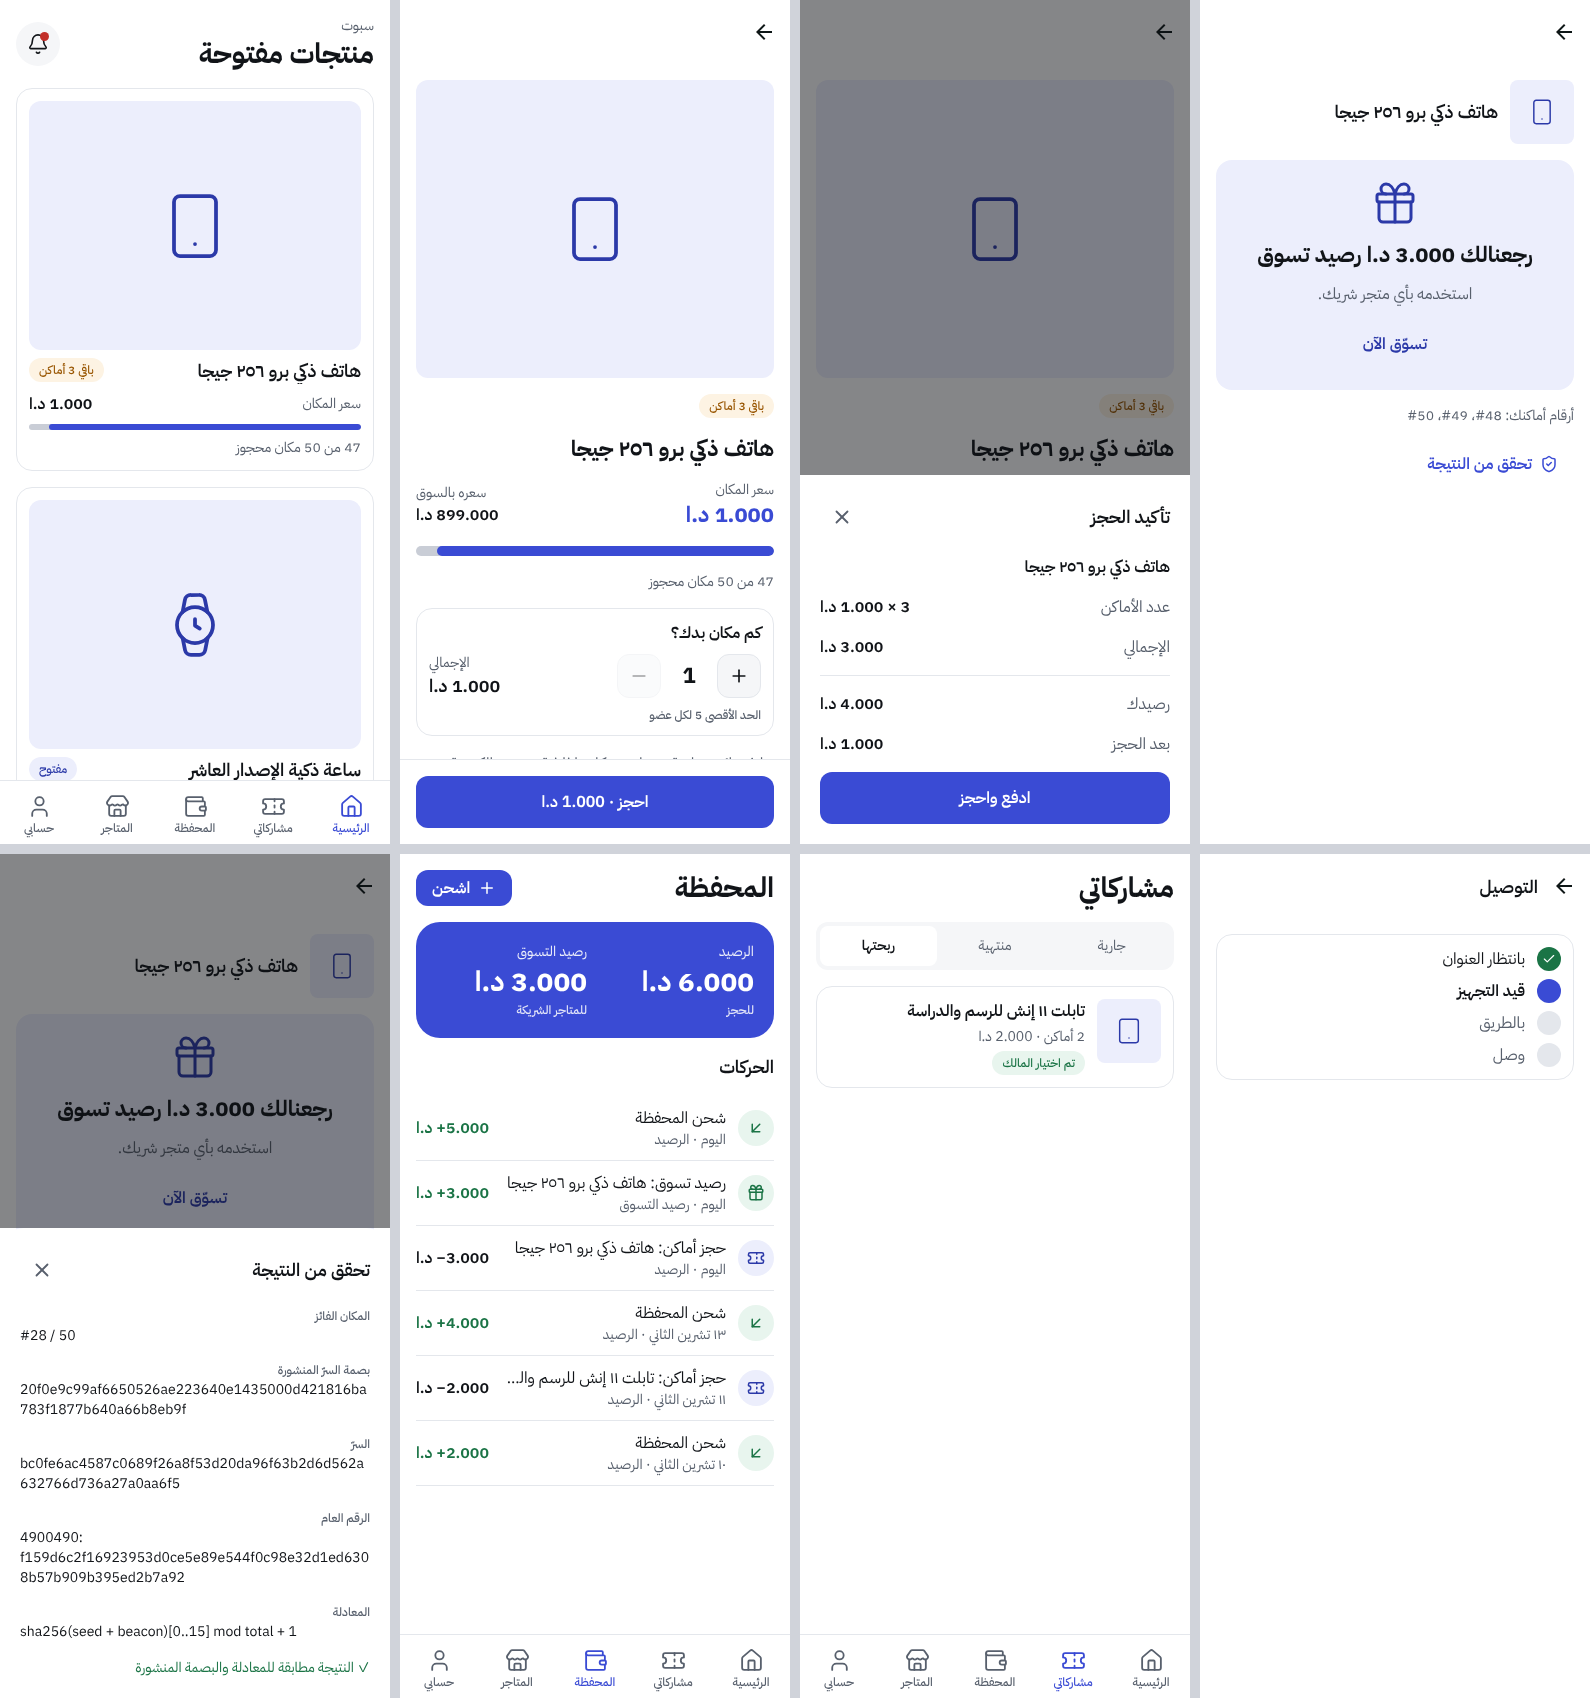 سبوت
منتجات مفتوحة
هاتف ذكي برو ٢٥٦ جيجا
باقي 3 أماكن
سعر المكان
1.000 د.ا
47 من 50 مكان محجوز
ساعة ذكية الإصدار العاشر
مفتوح
الرئيسية
مشاركاتي
المحفظة
المتاجر
حسابي
باقي 3 أماكن
هاتف ذكي برو ٢٥٦ جيجا
سعر المكان
1.000 د.ا
سعره بالسوق
899.000 د.ا
47 من 50 مكان محجوز
كم مكان بدك؟
1
الإجمالي
1.000 د.ا
الحد الأقصى 5 لكل عضو
احجز · 1.000 د.ا
باقي 3 أماكن
هاتف ذكي برو ٢٥٦ جيجا
تأكيد الحجز
هاتف ذكي برو ٢٥٦ جيجا
عدد الأماكن
3 × 1.000 د.ا
الإجمالي
3.000 د.ا
رصيدك
4.000 د.ا
بعد الحجز
1.000 د.ا
ادفع واحجز
هاتف ذكي برو ٢٥٦ جيجا
رجعنالك 3.000 د.ا رصيد تسوق
استخدمه بأي متجر شريك.
تسوّق الآن
أرقام أماكنك: #48، #49، #50
تحقق من النتيجة
هاتف ذكي برو ٢٥٦ جيجا
رجعنالك 3.000 د.ا رصيد تسوق
استخدمه بأي متجر شريك.
تسوّق الآن
تحقق من النتيجة
المكان الفائز
#28 / 50
بصمة السرّ المنشورة
20f0e9c99af6650526ae223640e1435000d421816ba
783f1877b640a66b8eb9f
السرّ
bc0fe6ac4587c0689f26a8f53d20da96f63b2d6d562a
632766d736a27a0aa6f5
الرقم العام
4900490:
f159d6c2f16923953d0ce5e89e544f0c98e32d1ed630
8b57b909b395ed2b7a92
المعادلة
sha256(seed + beacon)[0..15] mod total + 1
✓ النتيجة مطابقة للمعادلة والبصمة المنشورة
المحفظة
اشحن
الرصيد
6.000 د.ا
للحجز
رصيد التسوق
3.000 د.ا
للمتاجر الشريكة
الحركات
شحن المحفظة
اليوم · الرصيد
+5.000 د.ا
رصيد تسوق: هاتف ذكي برو ٢٥٦ جيجا
اليوم · رصيد التسوق
+3.000 د.ا
حجز أماكن: هاتف ذكي برو ٢٥٦ جيجا
اليوم · الرصيد
−3.000 د.ا
شحن المحفظة
١٣ تشرين الثاني · الرصيد
+4.000 د.ا
حجز أماكن: تابلت ١١ إنش للرسم والـ...
١١ تشرين الثاني · الرصيد
−2.000 د.ا
شحن المحفظة
١٠ تشرين الثاني · الرصيد
+2.000 د.ا
الرئيسية
مشاركاتي
المحفظة
المتاجر
حسابي
مشاركاتي
جارية
منتهية
ربحتها
تابلت ١١ إنش للرسم والدراسة
2 أماكن · 2.000 د.ا
تم اختيار المالك
الرئيسية
مشاركاتي
المحفظة
المتاجر
حسابي
التوصيل
بانتظار العنوان
قيد التجهيز
بالطريق
وصل